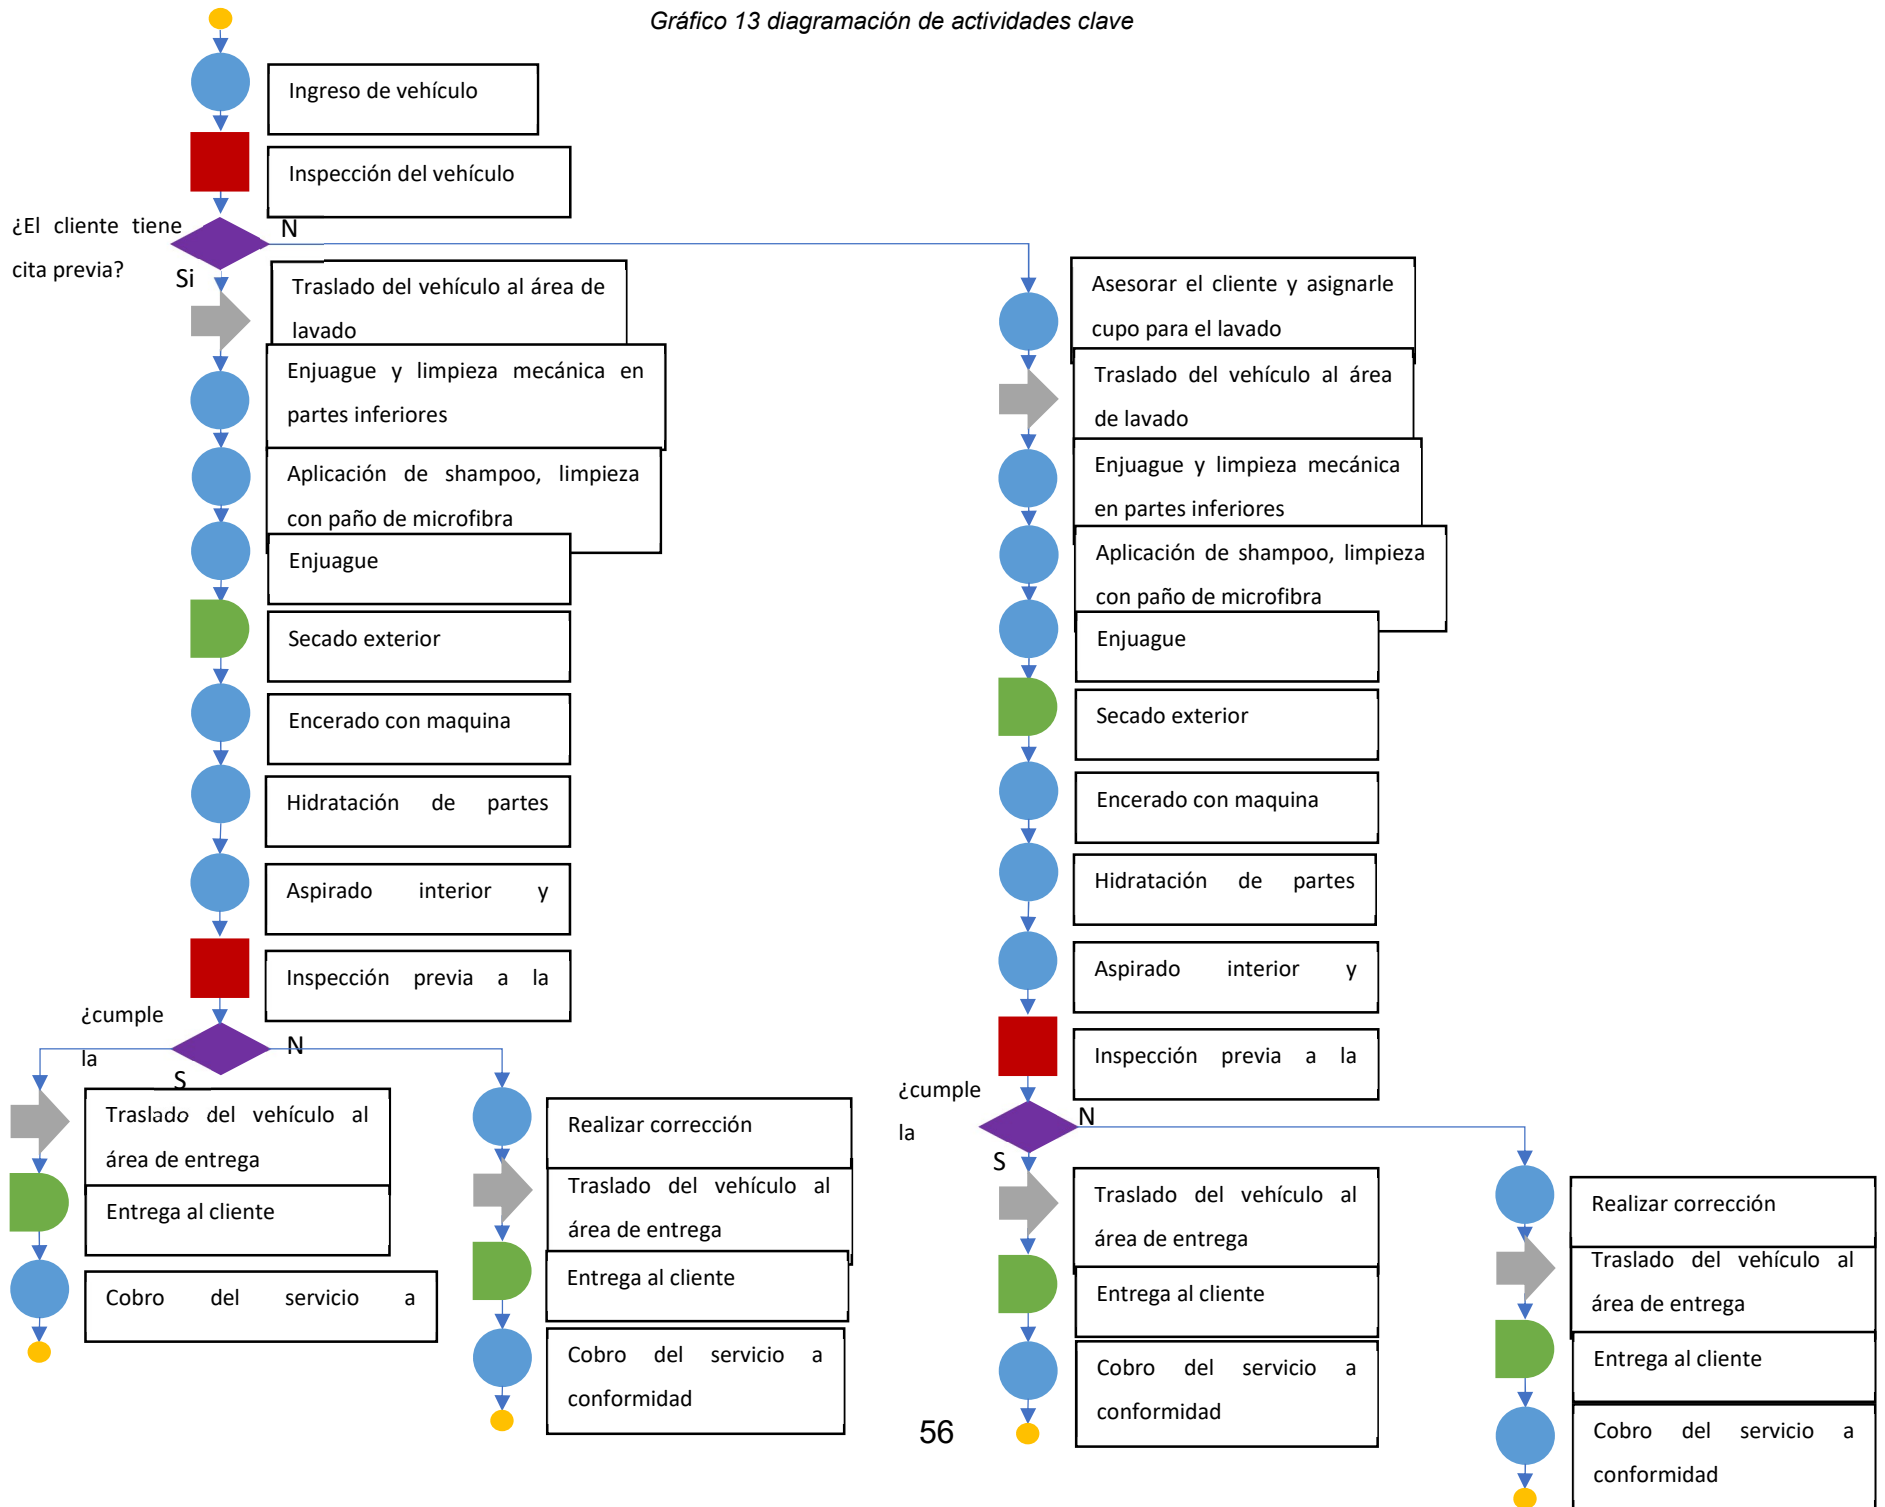 Gráfico 13 diagramación de actividades clave
Ingreso de vehículo
Inspección del vehículo
¿El cliente tiene
cita previa?
N
Si
Traslado del vehículo al área de
lavado
Enjuague y limpieza mecánica en
partes inferiores
Aplicación de shampoo, limpieza
con paño de microfibra
Enjuague
Secado exterior
Encerado con maquina
Hidratación de partes
Aspirado interior y
Inspección previa a la
¿cumple
la
N
S
Traslado del vehículo al
área de entrega
Entrega al cliente
Cobro del servicio a
Realizar corrección
Traslado del vehículo al
área de entrega
Entrega al cliente
Cobro del servicio a
conformidad
Asesorar el cliente y asignarle
cupo para el lavado
Traslado del vehículo al área
de lavado
Enjuague y limpieza mecánica
en partes inferiores
Aplicación de shampoo, limpieza
con paño de microfibra
Enjuague
Secado exterior
Encerado con maquina
Hidratación de partes
Aspirado interior y
Inspección previa a la
¿cumple
la
N
S
Traslado del vehículo al
área de entrega
Entrega al cliente
Cobro del servicio a
conformidad
Realizar corrección
Traslado del vehículo al
área de entrega
Entrega al cliente
Cobro del servicio a
conformidad
56